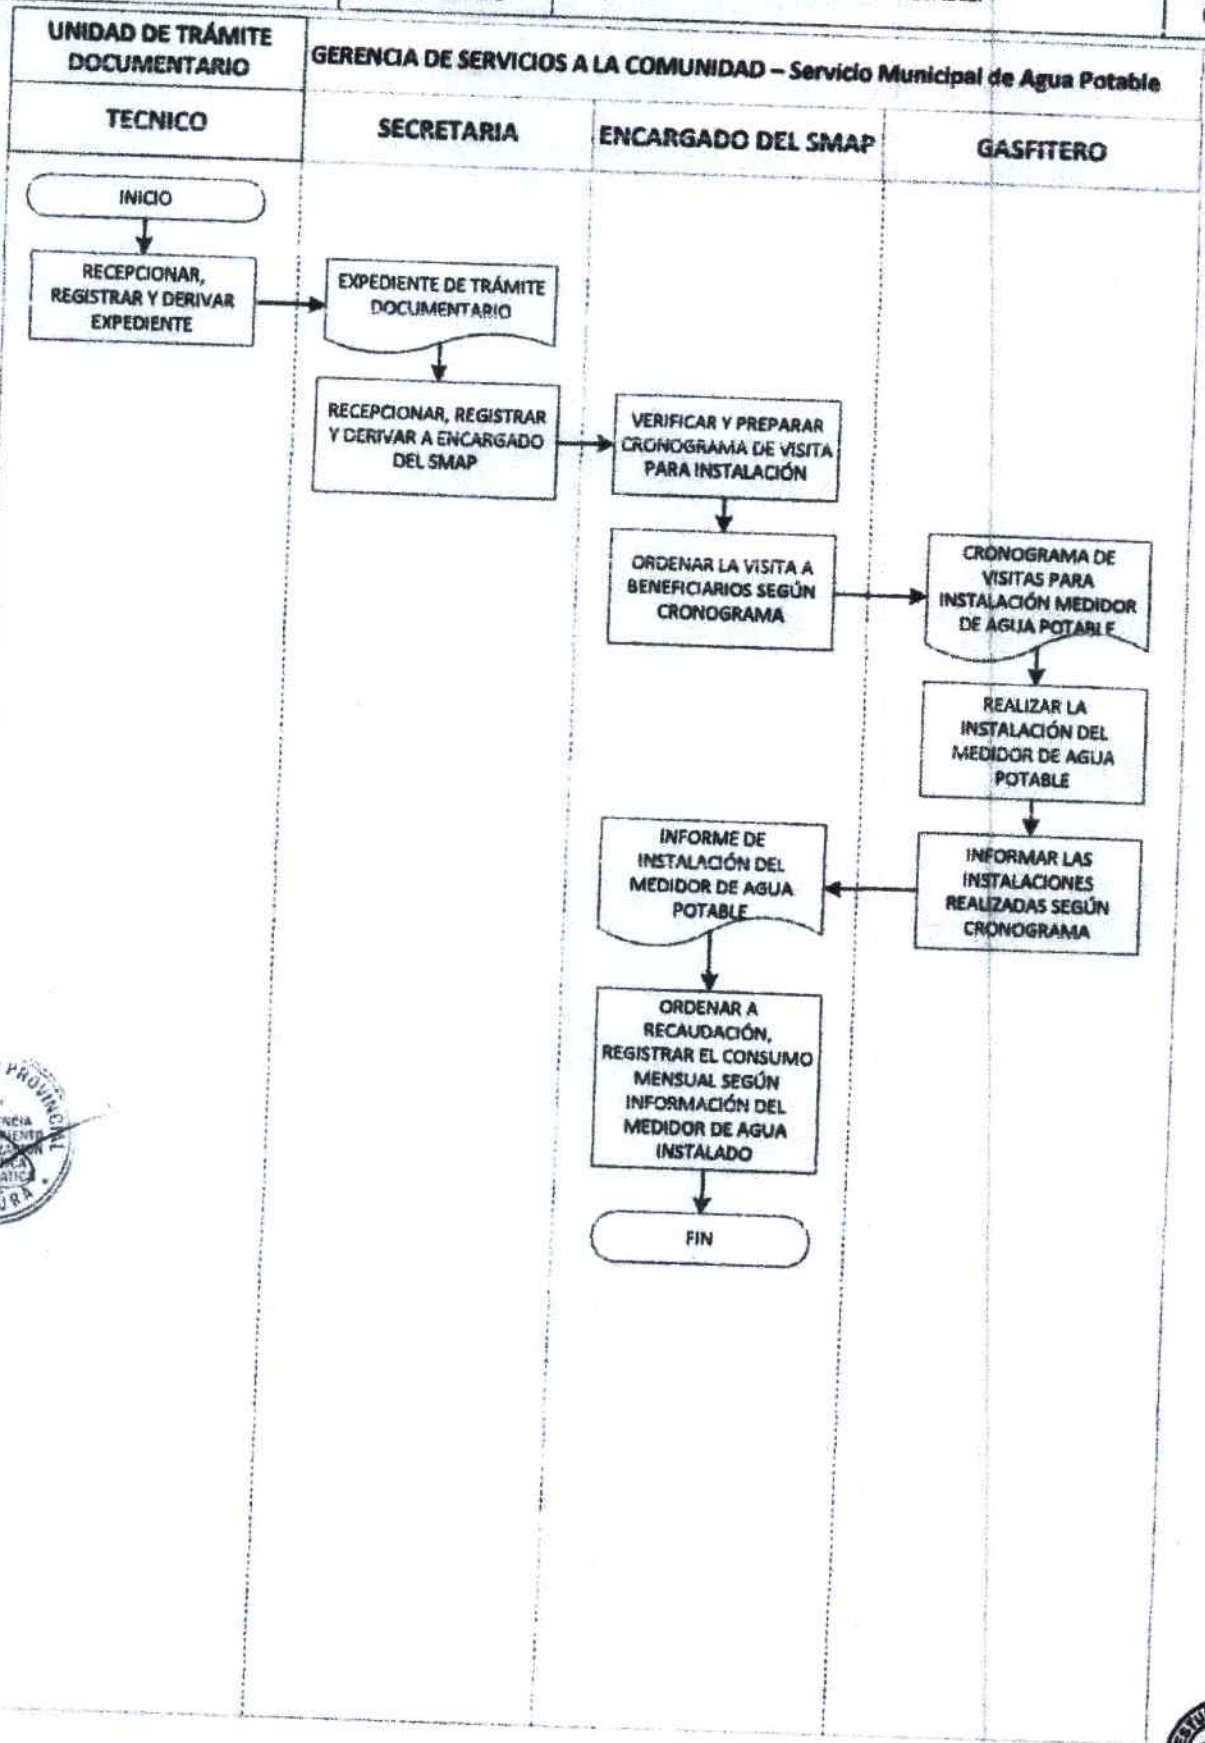 UNIDAD DE TRÁMITE
DOCUMENTARIO
GERENCIA DE SERVICIOS A LA COMUNIDAD – Servicio Municipal de Agua Potable
TECNICO
SECRETARIA
ENCARGADO DEL SMAP
GASFITERO
INICIO
RECEPCIONAR,
REGISTRAR Y DERIVAR
EXPEDIENTE
EXPEDIENTE DE TRÁMITE
DOCUMENTARIO
RECEPCIONAR, REGISTRAR
Y DERIVAR A ENCARGADO
DEL SMAP
VERIFICAR Y PREPARAR
CRONOGRAMA DE VISITA
PARA INSTALACIÓN
ORDENAR LA VISITA A
BENEFICIARIOS SEGÚN
CRONOGRAMA
CRONOGRAMA DE
VISITAS PARA
INSTALACIÓN MEDIDOR
DE AGUA POTABLE
REALIZAR LA
INSTALACIÓN DEL
MEDIDOR DE AGUA
POTABLE
INFORMAR LAS
INSTALACIONES
REALIZADAS SEGÚN
CRONOGRAMA
INFORME DE
INSTALACIÓN DEL
MEDIDOR DE AGUA
POTABLE
ORDENAR A
RECAUDACIÓN,
REGISTRAR EL CONSUMO
MENSUAL SEGÚN
INFORMACIÓN DEL
MEDIDOR DE AGUA
INSTALADO
FIN
PROVINCIAL